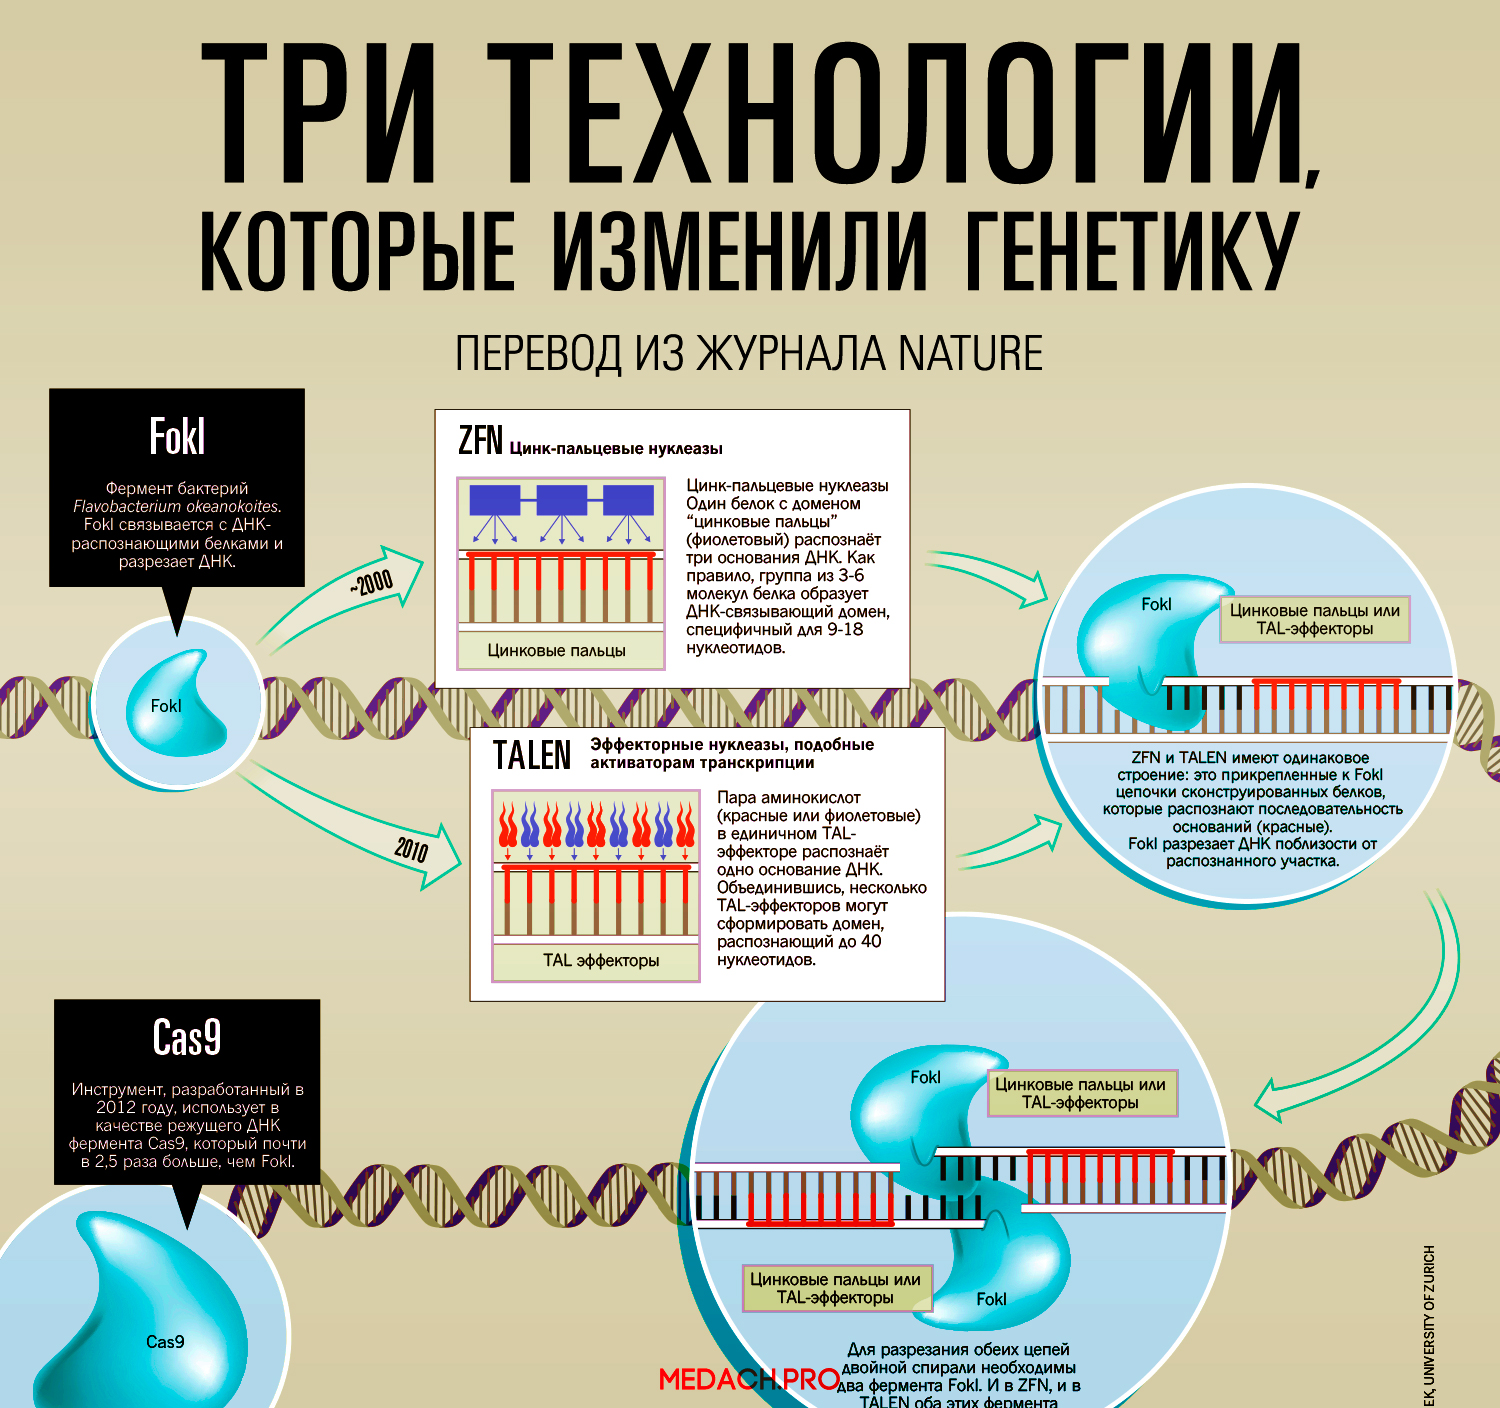 ТРИ ТЕХНОЛОГИИ,
КОТОРЫЕ ИЗМЕНИЛИ ГЕНЕТИКУ
ПЕРЕВОД ИЗ ЖУРНАЛА NATURE
FokI
Фермент бактерий
Flavobacterium okeanokoites.
FokI связывается с ДНК-
распознающими белками и
разрезает ДНК.
FokI
~2000
2010
ZFN Цинк-пальцевые нуклеазы
Цинковые пальцы
Цинк-пальцевые нуклеазы
Один белок с доменом
“цинковые пальцы”
(фиолетовый) распознаёт
три основания ДНК. Как
правило, группа из 3-6
молекул белка образует
ДНК-связывающий домен,
специфичный для 9-18
нуклеотидов.
TALEN Эффекторные нуклеазы, подобные
активаторам транскрипции
TAL эффекторы
Пара аминокислот
(красные или фиолетовые)
в единичном TAL-
эффекторе распознаёт
одно основание ДНК.
Объединившись, несколько
TAL-эффекторов могут
сформировать домен,
распознающий до 40
нуклеотидов.
FokI
Цинковые пальцы или
TAL-эффекторы
ZFN и TALEN имеют одинаковое
строение: это прикрепленные к FokI
цепочки сконструированных белков,
которые распознают последовательность
оснований (красные).
FokI разрезает ДНК поблизости от
распознанного участка.
Cas9
Инструмент, разработанный в
2012 году, использует в
качестве режущего ДНК
фермента Cas9, который почти
в 2,5 раза больше, чем FokI.
Cas9
FokI
Цинковые пальцы или
TAL-эффекторы
Цинковые пальцы или
TAL-эффекторы
FokI
Для разрезания обеих цепей
двойной спирали необходимы
два фермента FokI. И в ZFN, и в
TALEN оба этих фермента
MEDACH.PRO
EK, UNIVERSITY OF ZURICH